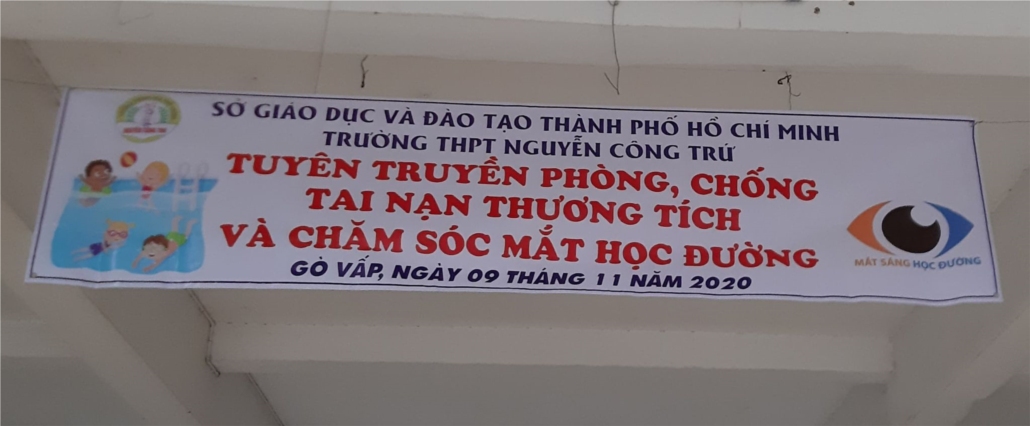 SỞ GIÁO DỤC VÀ ĐÀO TẠO THÀNH PHỐ HỒ CHÍ MINH
TRƯỜNG THPT NGUYỄN CÔNG TRỨ
TUYÊN TRUYỀN PHÒNG, CHỐNG
TAI NẠN THƯƠNG TÍCH
VÀ CHĂM SÓC MẮT HỌC ĐƯỜNG
GÒ VẤP, NGÀY 09 THÁNG 11 NĂM 2020
MẮT SÁNG HỌC ĐƯỜNG